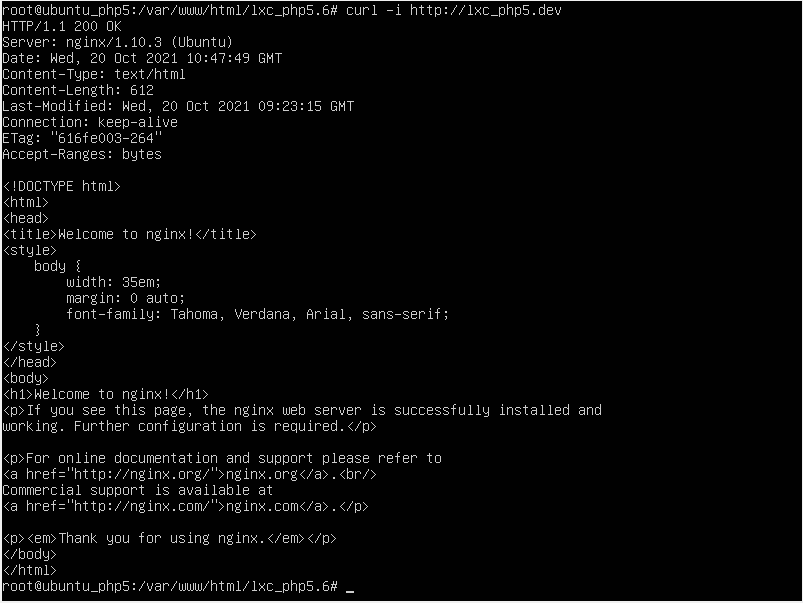 root@ubuntu_php5:/var/www/html/lxc_php5.6# curl -i http://lxc_php5.dev
HTTP/1.1 200 OK
Server: nginx/1.10.3 (Ubuntu)
Date: Wed, 20 Oct 2021 10:47:49 GMT
Content-Type: text/html
Content-Length: 612
Last-Modified: Wed, 20 Oct 2021 09:23:15 GMT
Connection: keep-alive
ETag: "616fe003-264"
Accept-Ranges: bytes

<!DOCTYPE html>
<html>
<head>
<title>Welcome to nginx!</title>
<style>
    body {
        width: 35em;
        margin: 0 auto;
        font-family: Tahoma, Verdana, Arial, sans-serif;
    }
</style>
</head>
<body>
<h1>Welcome to nginx!</h1>
<p>If you see this page, the nginx web server is successfully installed and
working. Further configuration is required.</p>

<p>For online documentation and support please refer to
<a href="http://nginx.org/">nginx.org</a>.<br/>
Commercial support is available at
<a href="http://nginx.com/">nginx.com</a>.</p>

<p><em>Thank you for using nginx.</em></p>
</body>
</html>
root@ubuntu_php5:/var/www/html/lxc_php5.6# _